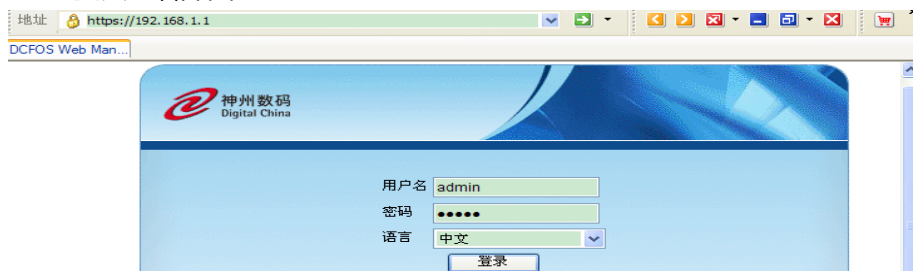 地址 https://192.168.1.1
DCFOS Web Man...
神州数码
Digital China
用户名 admin
密码 •••••
语言 中文
登录